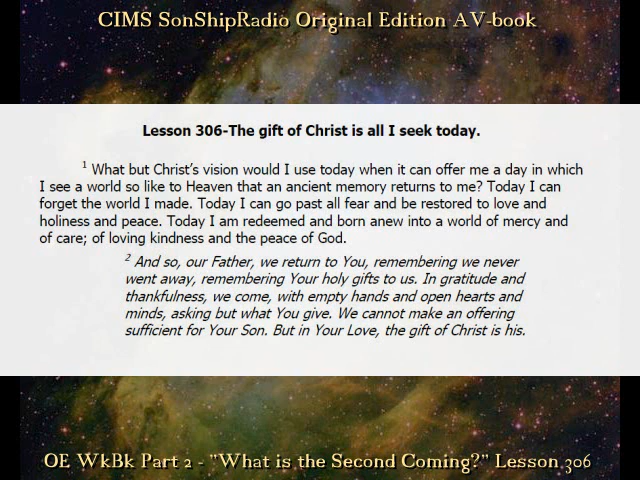 CIMS SonShipRadio Original Edition AV-book
Lesson 306-The gift of Christ is all I seek today.
1 What but Christ's vision would I use today when it can offer me a day in which
I see a world so like to Heaven that an ancient memory returns to me? Today I can
forget the world I made. Today I can go past all fear and be restored to love and
holiness and peace. Today I am redeemed and born anew into a world of mercy and
of care; of loving kindness and the peace of God.
2 And so, our Father, we return to You, remembering we never
went away, remembering Your holy gifts to us. In gratitude and
thankfulness, we come, with empty hands and open hearts and
minds, asking but what You give. We cannot make an offering
sufficient for Your Son. But in Your Love, the gift of Christ is his.
OE WkBk Part 2 - "What is the Second Coming?" Lesson 306